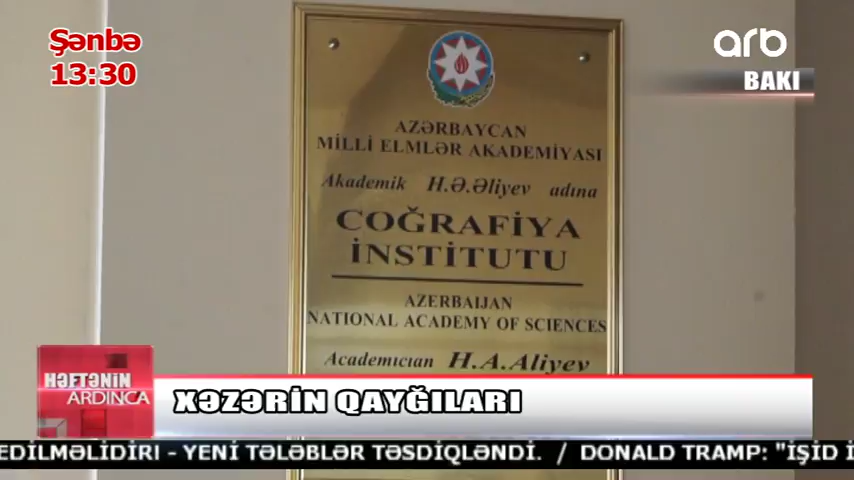 Şənbə
13:30
arb
BAKI
AZƏRBAYCAN
MİLLİ ELMLƏR AKADEMİYASI
Akademik H.Ə.Əliyev adına
COĞRAFİYA
İNSTİTUTU
AZERBAIJAN
NATIONAL ACADEMY OF SCIENCES
Academician H.A.Aliyev
HƏFTƏNİN
ARDINCA
XƏZƏRİN QAYĞILARI
EDİLMƏLİDİRI - YENİ TƏLƏBLƏR TƏSDİQLƏNDİ. / DONALD TRAMP: "İŞİD İ